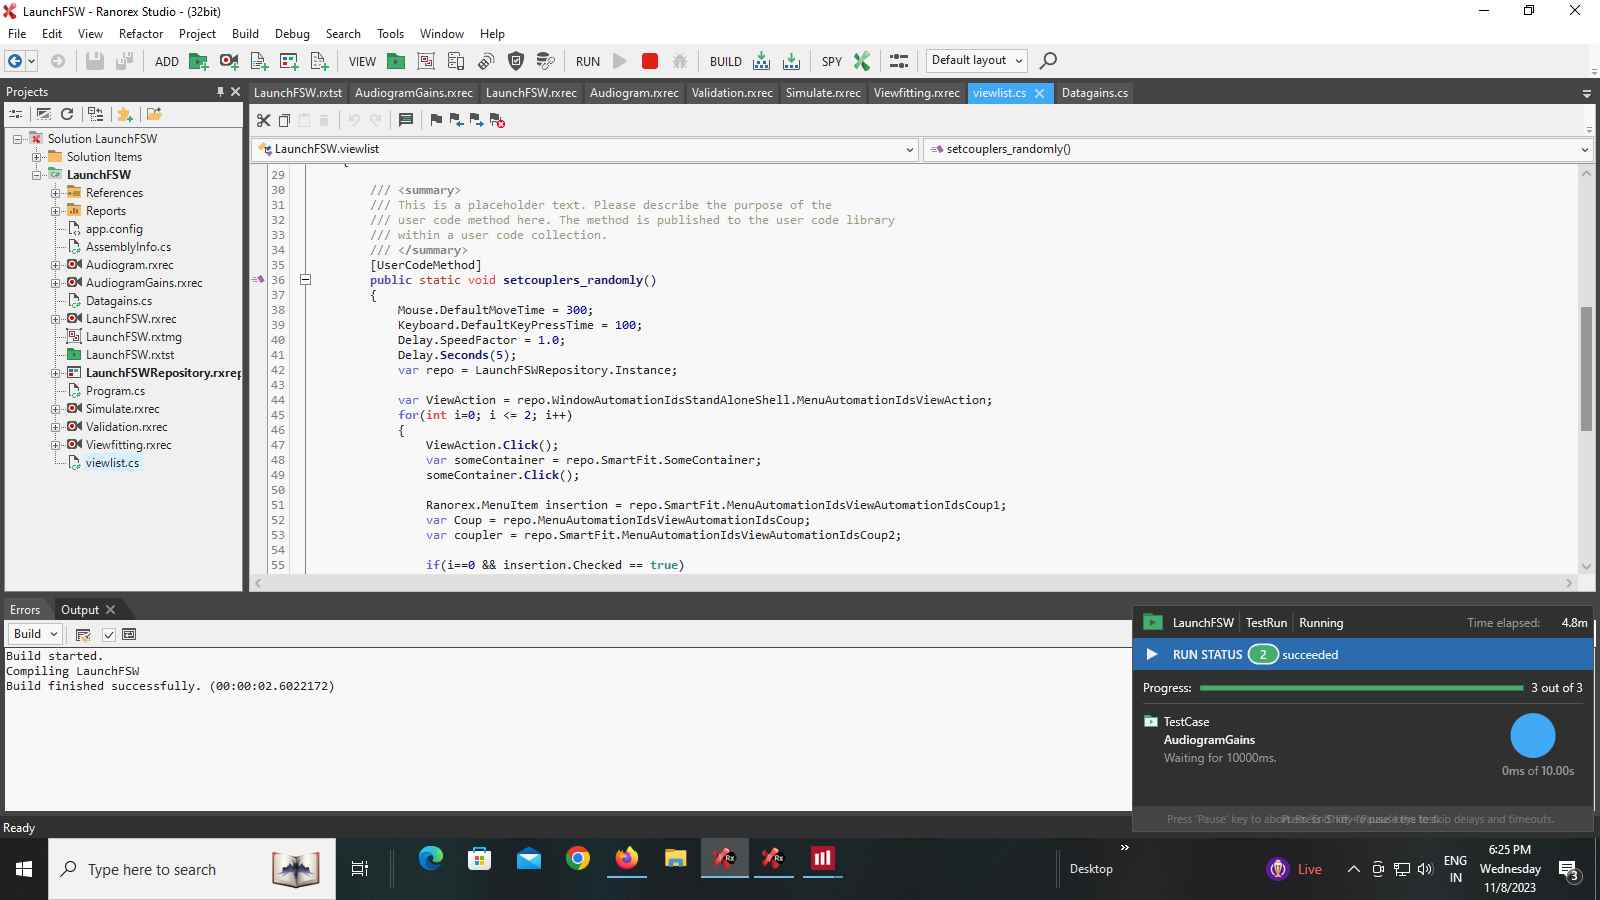 LaunchFSW - Ranorex Studio - (32bit)
File Edit View Refactor Project Build Debug Search Tools Window Help
ADD VIEW RUN BUILD SPY Default layout
Projects
LaunchFSW.rxtst AudiogramGains.rxrec LaunchFSW.rxrec Audiogram.rxrec Validation.rxrec Simulate.rxrec Viewfitting.rxrec viewlist.cs Datagains.cs
Solution LaunchFSW
Solution Items
LaunchFSW
References
Reports
app.config
AssemblyInfo.cs
Audiogram.rxrec
AudiogramGains.rxrec
Datagains.cs
LaunchFSW.rxrec
LaunchFSW.rxtmg
LaunchFSW.rxtst
LaunchFSWRepository.rxrep
Program.cs
Simulate.rxrec
Validation.rxrec
Viewfitting.rxrec
viewlist.cs
LaunchFSW.viewlist setcouplers_randomly()
29
30 /// <summary>
31 /// This is a placeholder text. Please describe the purpose of the
32 /// user code method here. The method is published to the user code library
33 /// within a user code collection.
34 /// </summary>
35 [UserCodeMethod]
36 public static void setcouplers_randomly()
37 {
38 Mouse.DefaultMoveTime = 300;
39 Keyboard.DefaultKeyPressTime = 100;
40 Delay.SpeedFactor = 1.0;
41 Delay.Seconds(5);
42 var repo = LaunchFSWRepository.Instance;
43
44 var ViewAction = repo.WindowAutomationIdsStandAloneShell.MenuAutomationIdsViewAction;
45 for(int i=0; i <= 2; i++)
46 {
47 ViewAction.Click();
48 var someContainer = repo.SmartFit.SomeContainer;
49 someContainer.Click();
50
51 Ranorex.MenuItem insertion = repo.SmartFit.MenuAutomationIdsViewAutomationIdsCoup1;
52 var Coup = repo.MenuAutomationIdsViewAutomationIdsCoup;
53 var coupler = repo.SmartFit.MenuAutomationIdsViewAutomationIdsCoup2;
54
55 if(i==0 && insertion.Checked == true)
Errors Output
Build
Build started.
Compiling LaunchFSW
Build finished successfully. (00:00:02.6022172)
LaunchFSW TestRun Running Time elapsed: 4.8m
RUN STATUS 2 succeeded
Progress: 3 out of 3
TestCase
AudiogramGains
Waiting for 10000ms.
0ms of 10.00s
Press 'Pause' key to abort skip delays and timeouts.
Ready
Type here to search
Desktop
Live
ENG
IN
6:25 PM
Wednesday
11/8/2023
3